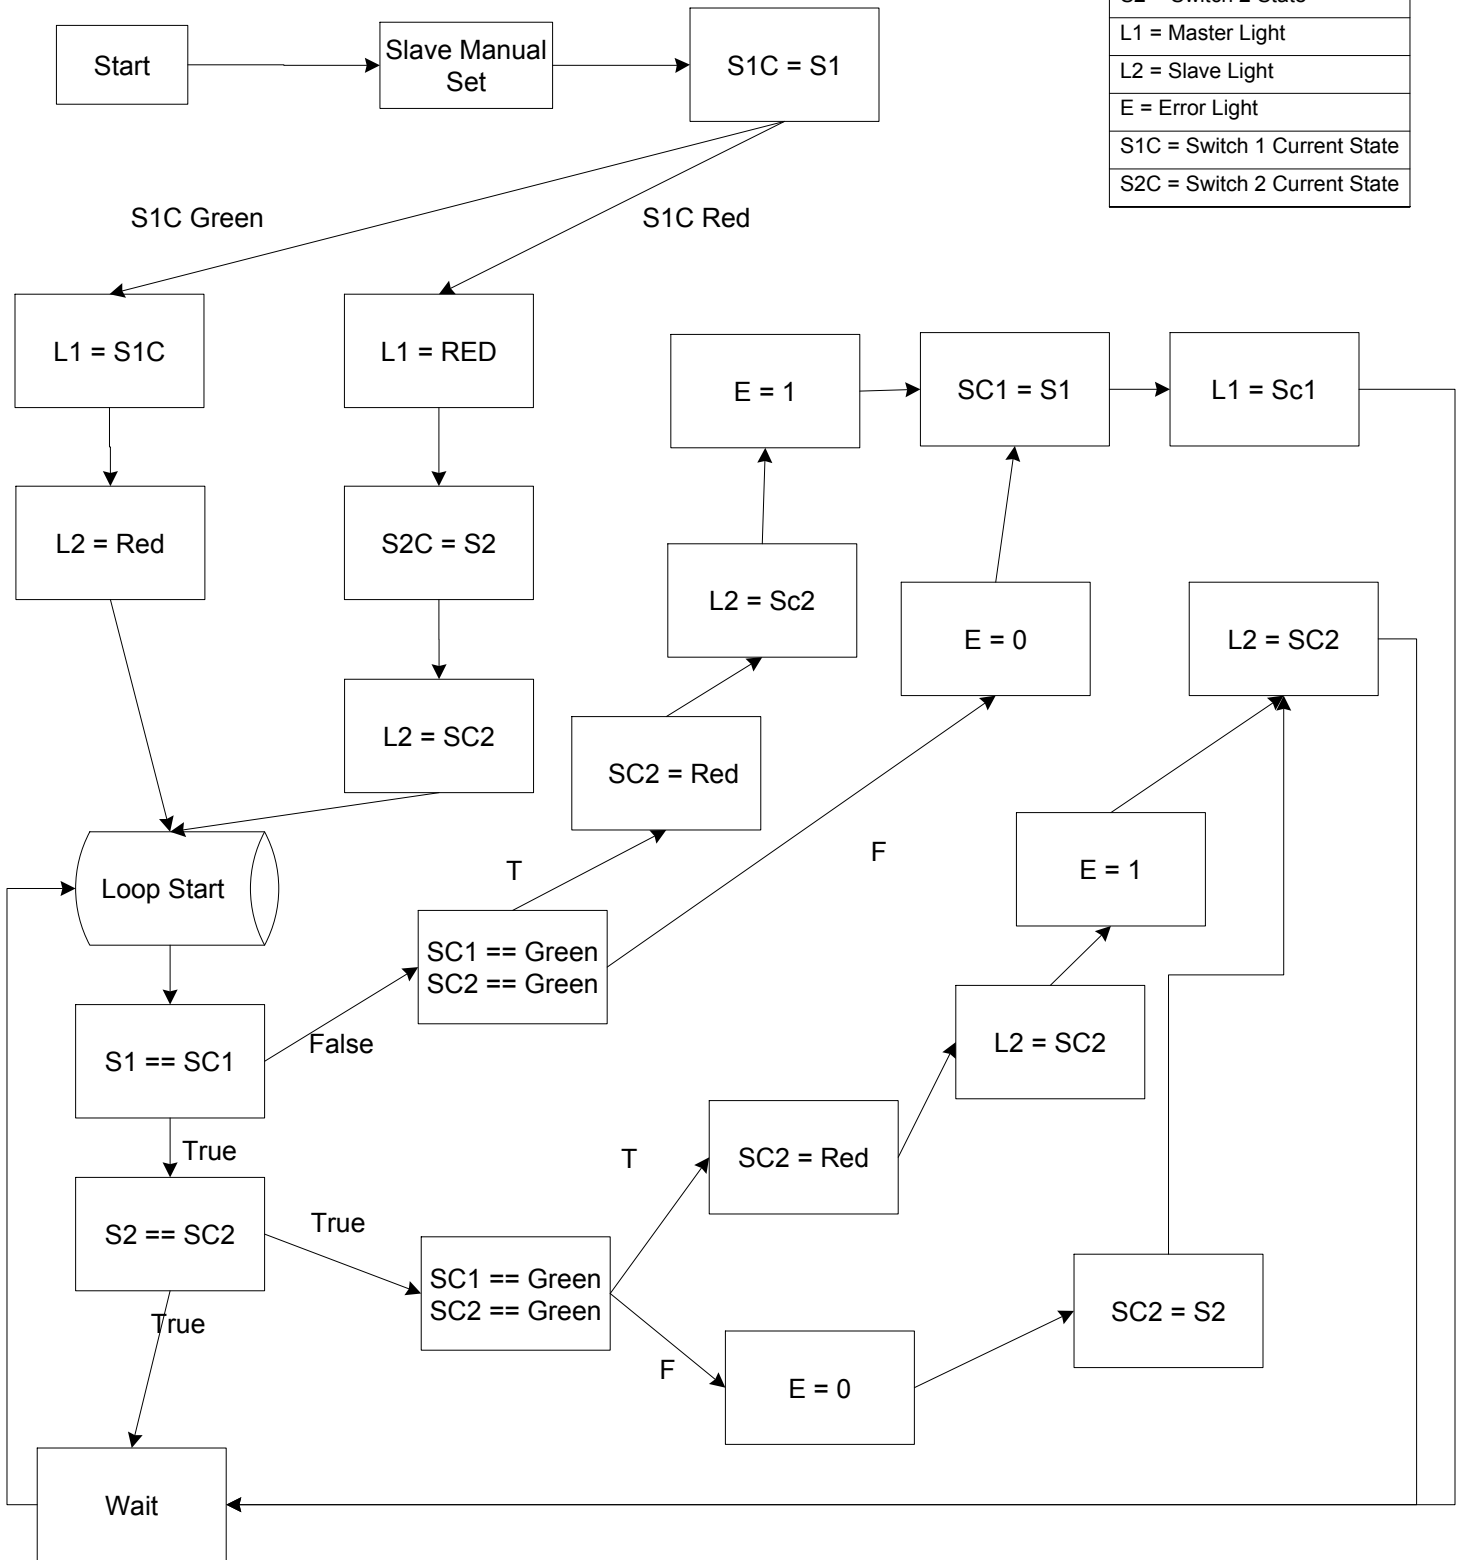 S2 = Switch 2 State
L1 = Master Light
L2 = Slave Light
E = Error Light
S1C = Switch 1 Current State
S2C = Switch 2 Current State
Start
Slave Manual
Set
S1C = S1
S1C Green
S1C Red
L1 = S1C
L1 = RED
E = 1
SC1 = S1
L1 = Sc1
L2 = Red
S2C = S2
L2 = Sc2
E = 0
L2 = SC2
L2 = SC2
SC2 = Red
Loop Start
T
F
E = 1
SC1 == Green
SC2 == Green
S1 == SC1
False
L2 = SC2
True
T
SC2 = Red
S2 == SC2
True
SC1 == Green
SC2 == Green
SC2 = S2
True
F
E = 0
Wait